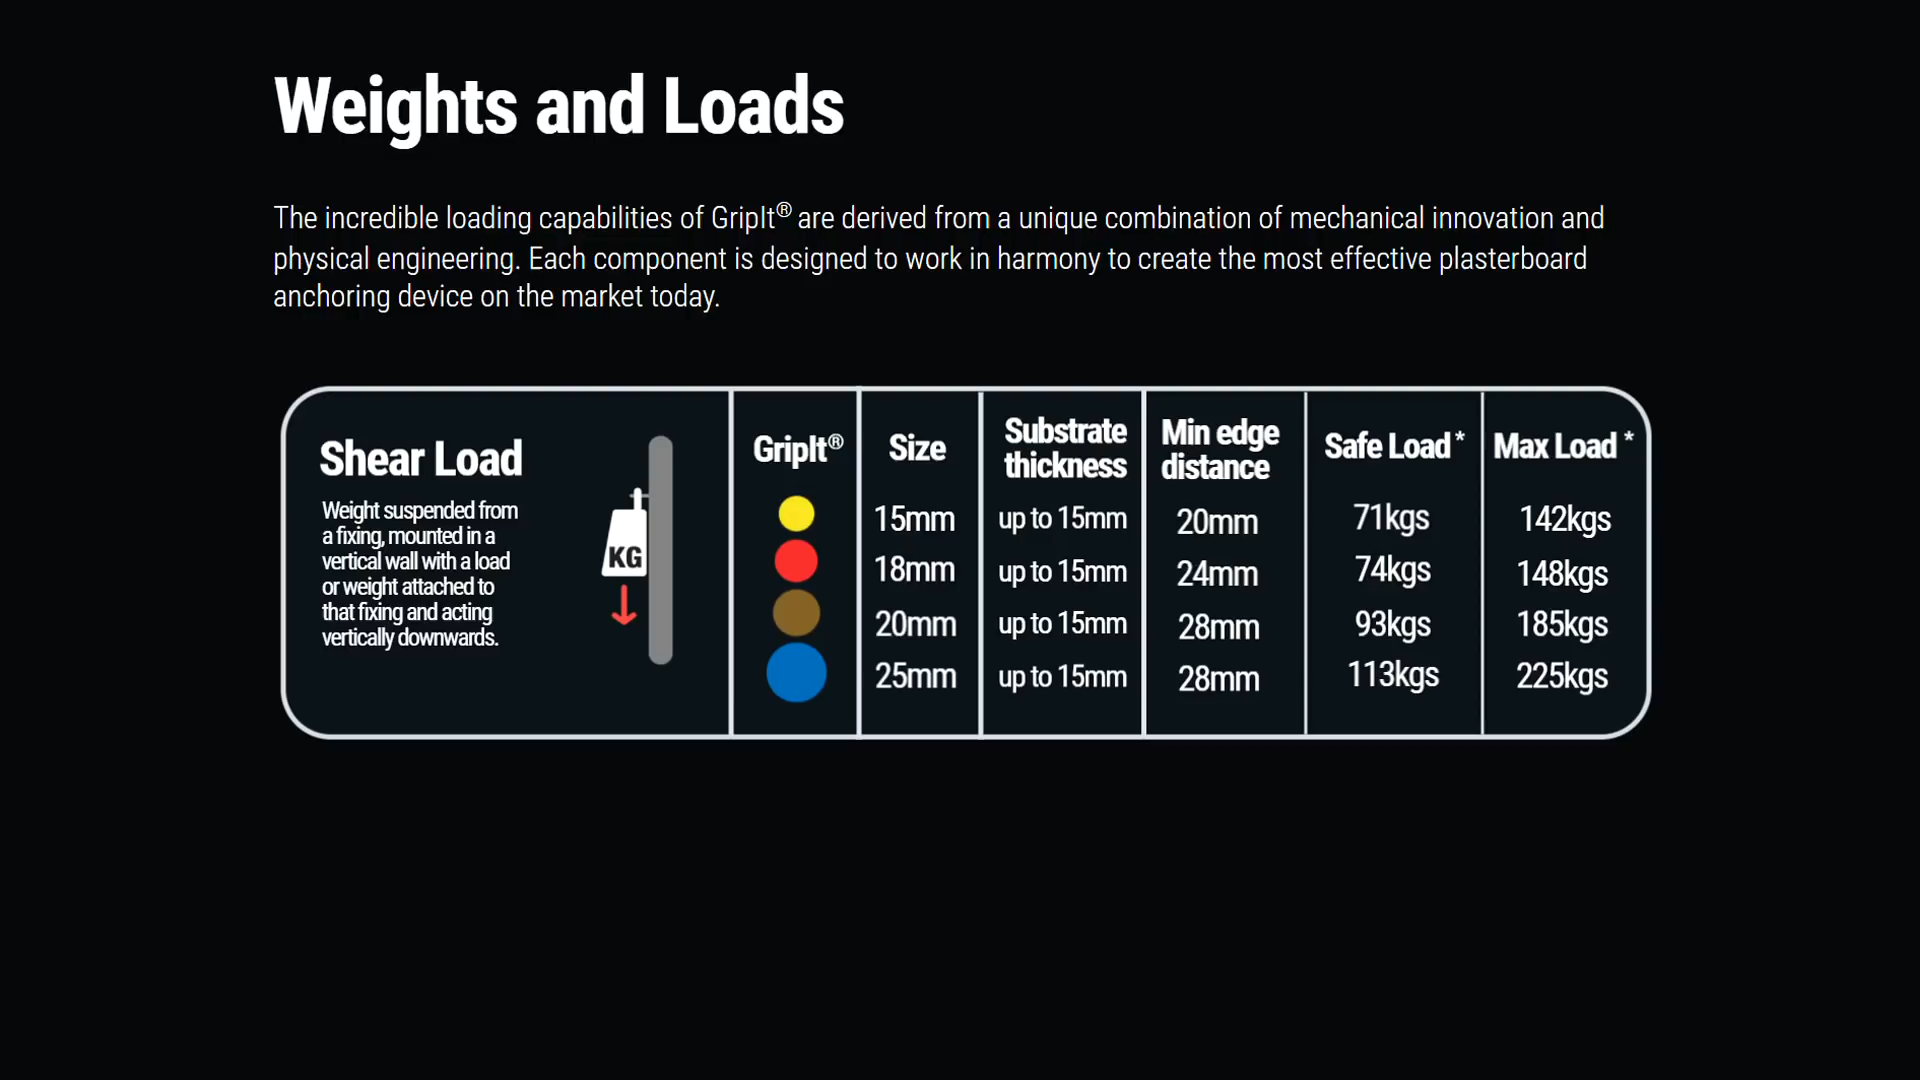 Weights and Loads
The incredible loading capabilities of GripIt® are derived from a unique combination of mechanical innovation and
physical engineering. Each component is designed to work in harmony to create the most effective plasterboard
anchoring device on the market today.
Shear Load
Weight suspended from
a fixing, mounted in a
vertical wall with a load
or weight attached to
that fixing and acting
vertically downwards.
KG
GripIt® Size Substrate thickness Min edge distance Safe Load* Max Load*
15mm up to 15mm 20mm 71kgs 142kgs
18mm up to 15mm 24mm 74kgs 148kgs
20mm up to 15mm 28mm 93kgs 185kgs
25mm up to 15mm 28mm 113kgs 225kgs